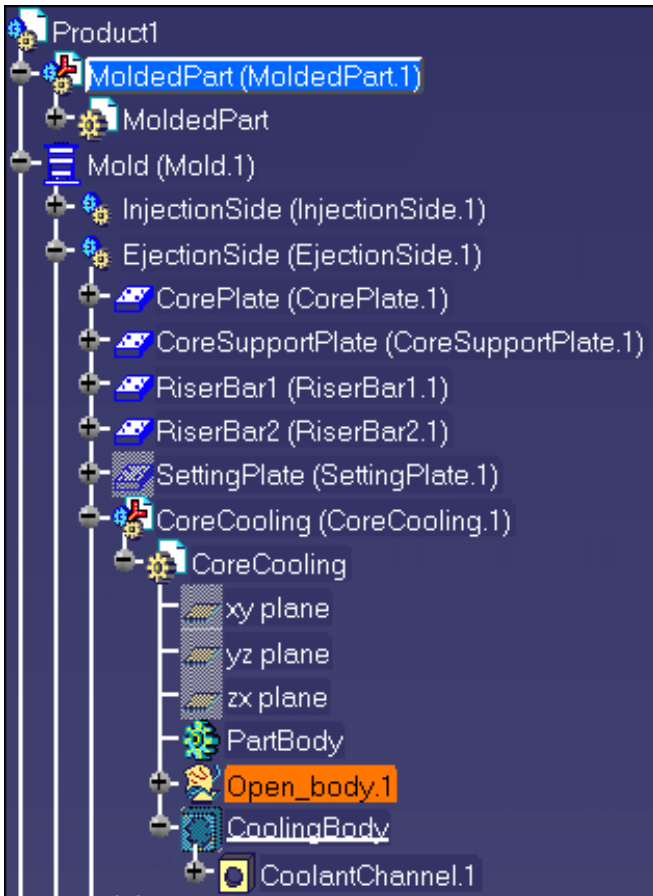 Product1
MoldedPart (MoldedPart.1)
MoldedPart
Mold (Mold.1)
InjectionSide (InjectionSide.1)
EjectionSide (EjectionSide.1)
CorePlate (CorePlate.1)
CoreSupportPlate (CoreSupportPlate.1)
RiserBar1 (RiserBar1.1)
RiserBar2 (RiserBar2.1)
SettingPlate (SettingPlate.1)
CoreCooling (CoreCooling.1)
CoreCooling
xy plane
yz plane
zx plane
PartBody
Open_body.1
CoolingBody
CoolantChannel.1